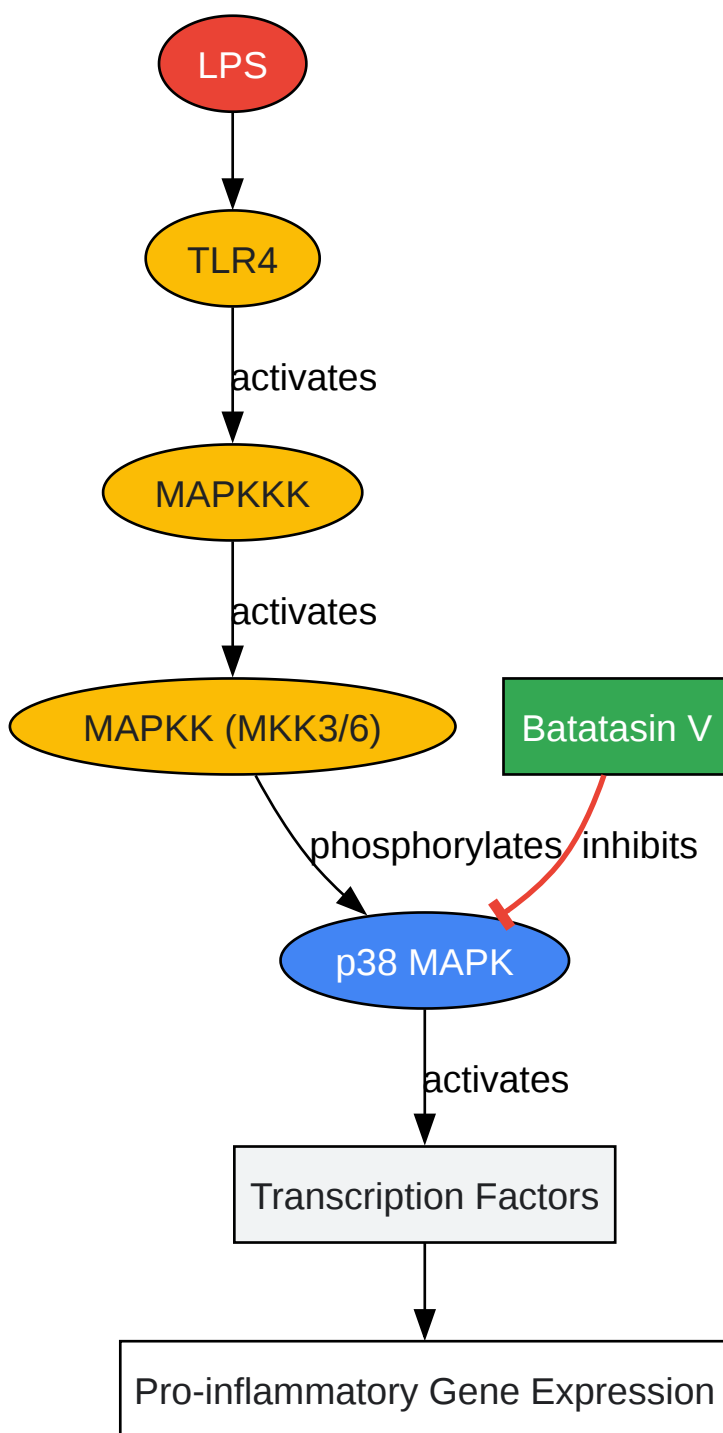 LPS
TLR4
activates
MAPKKK
activates
MAPKK (MKK3/6)
Batatasin V
phosphorylates
inhibits
p38 MAPK
activates
Transcription Factors
Pro-inflammatory Gene Expression